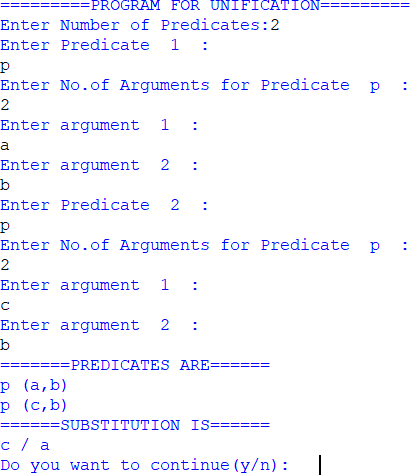 =========PROGRAM FOR UNIFICATION=========
Enter Number of Predicates:2
Enter Predicate  1  :
p
Enter No.of Arguments for Predicate  p  :
2
Enter argument  1  :
a
Enter argument  2  :
b
Enter Predicate  2  :
p
Enter No.of Arguments for Predicate  p  :
2
Enter argument  1  :
c
Enter argument  2  :
b
=======PREDICATES ARE======
p (a,b)
p (c,b)
======SUBSTITUTION IS======
c / a
Do you want to continue(y/n):